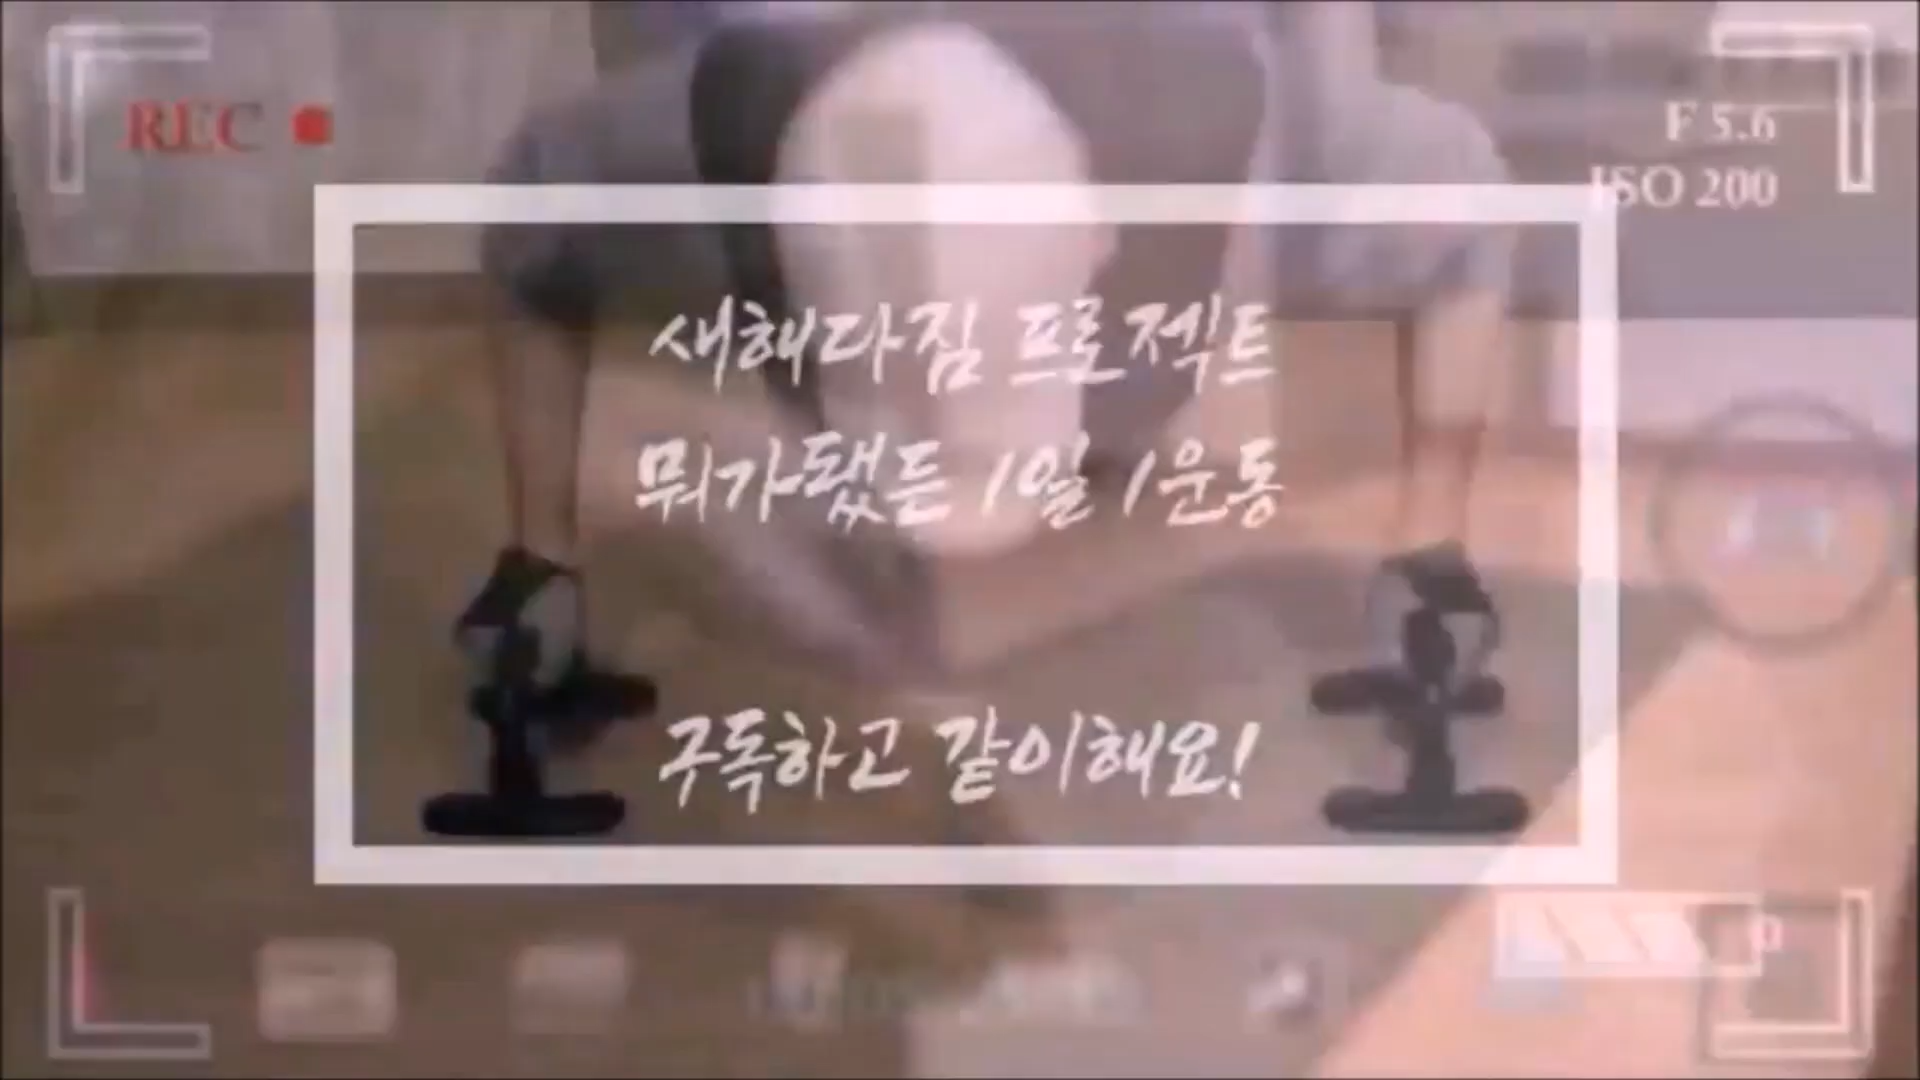 REC
F 5.6
ISO 200
새해다짐 프로젝트
뭐가됐든 1일 1운동
구독하고 같이해요!